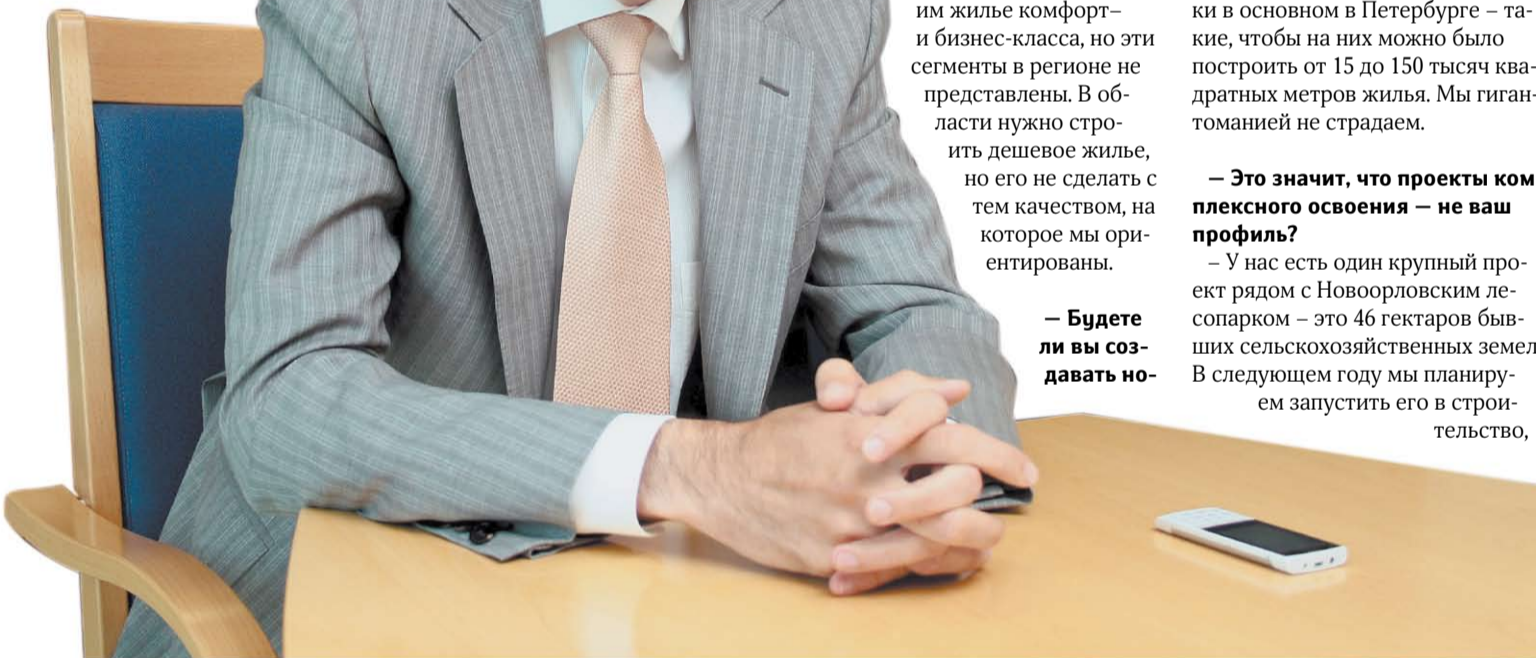 им жилье комфорт–
и бизнес-класса, но эти
сегменты в регионе не
представлены. В об-
ласти нужно стро-
ить дешевое жилье,
но его не сделать с
тем качеством, на
которое мы ори-
ентированы.
— Будете
ли вы соз-
давать но-
ки в основном в Петербурге – та-
кие, чтобы на них можно было
построить от 15 до 150 тысяч ква-
дратных метров жилья. Мы гиган-
томанией не страдаем.
— Это значит, что проекты ком
плексного освоения — не ваш
профиль?
– У нас есть один крупный про-
ект рядом с Новоорловским ле-
сопарком – это 46 гектаров быв-
ших сельскохозяйственных земел
В следующем году мы планиру-
ем запустить его в строи-
тельство,